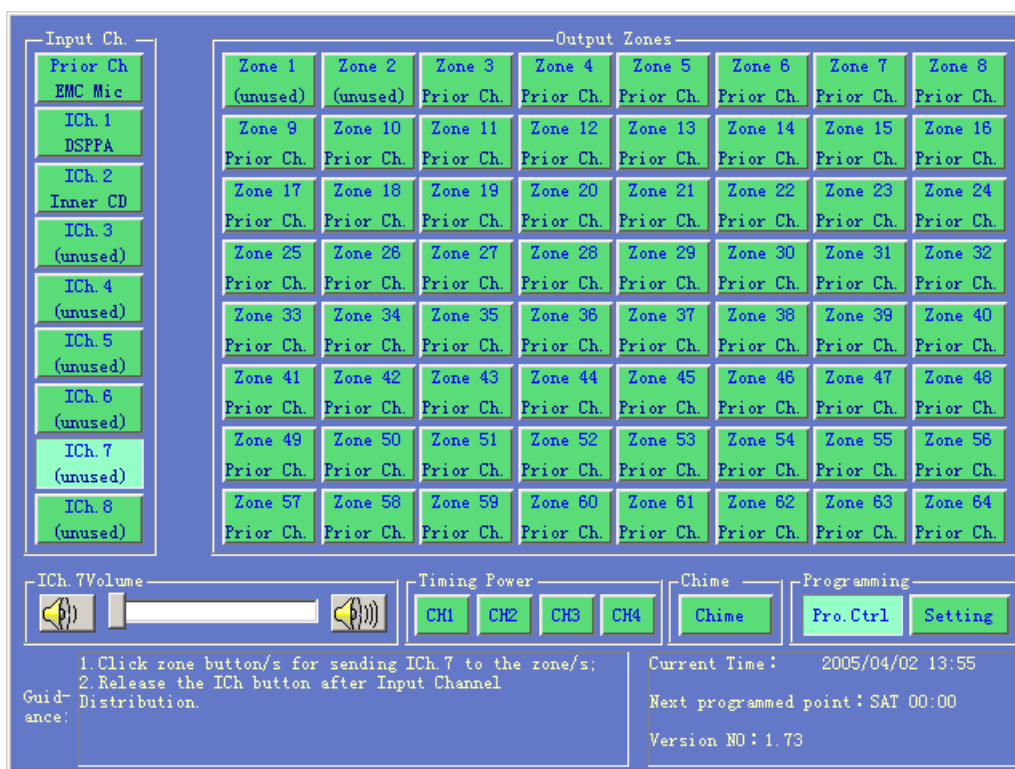 Input Ch.
Prior Ch
EMC Mic
ICh.1
DSPPA
ICh.2
Inner CD
ICh.3
(unused)
ICh.4
(unused)
ICh.5
(unused)
ICh.6
(unused)
ICh.7
(unused)
ICh.8
(unused)
Output Zones
Zone 1 Zone 2 Zone 3 Zone 4 Zone 5 Zone 6 Zone 7 Zone 8
(unused) (unused) Prior Ch. Prior Ch. Prior Ch. Prior Ch. Prior Ch. Prior Ch.
Zone 9 Zone 10 Zone 11 Zone 12 Zone 13 Zone 14 Zone 15 Zone 16
Prior Ch. Prior Ch. Prior Ch. Prior Ch. Prior Ch. Prior Ch. Prior Ch. Prior Ch.
Zone 17 Zone 18 Zone 19 Zone 20 Zone 21 Zone 22 Zone 23 Zone 24
Prior Ch. Prior Ch. Prior Ch. Prior Ch. Prior Ch. Prior Ch. Prior Ch. Prior Ch.
Zone 25 Zone 26 Zone 27 Zone 28 Zone 29 Zone 30 Zone 31 Zone 32
Prior Ch. Prior Ch. Prior Ch. Prior Ch. Prior Ch. Prior Ch. Prior Ch. Prior Ch.
Zone 33 Zone 34 Zone 35 Zone 36 Zone 37 Zone 38 Zone 39 Zone 40
Prior Ch. Prior Ch. Prior Ch. Prior Ch. Prior Ch. Prior Ch. Prior Ch. Prior Ch.
Zone 41 Zone 42 Zone 43 Zone 44 Zone 45 Zone 46 Zone 47 Zone 48
Prior Ch. Prior Ch. Prior Ch. Prior Ch. Prior Ch. Prior Ch. Prior Ch. Prior Ch.
Zone 49 Zone 50 Zone 51 Zone 52 Zone 53 Zone 54 Zone 55 Zone 56
Prior Ch. Prior Ch. Prior Ch. Prior Ch. Prior Ch. Prior Ch. Prior Ch. Prior Ch.
Zone 57 Zone 58 Zone 59 Zone 60 Zone 61 Zone 62 Zone 63 Zone 64
Prior Ch. Prior Ch. Prior Ch. Prior Ch. Prior Ch. Prior Ch. Prior Ch. Prior Ch.
ICh.7Volume
Timing Power
CH1 CH2 CH3 CH4
Chime
Chime
Programming
Pro.Ctrl Setting
Guid-
ance:
1.Click zone button/s for sending ICh.7 to the zone/s;
2.Release the ICh button after Input Channel
Distribution.
Current Time： 2005/04/02 13:55
Next programmed point：SAT 00:00
Version NO：1.73